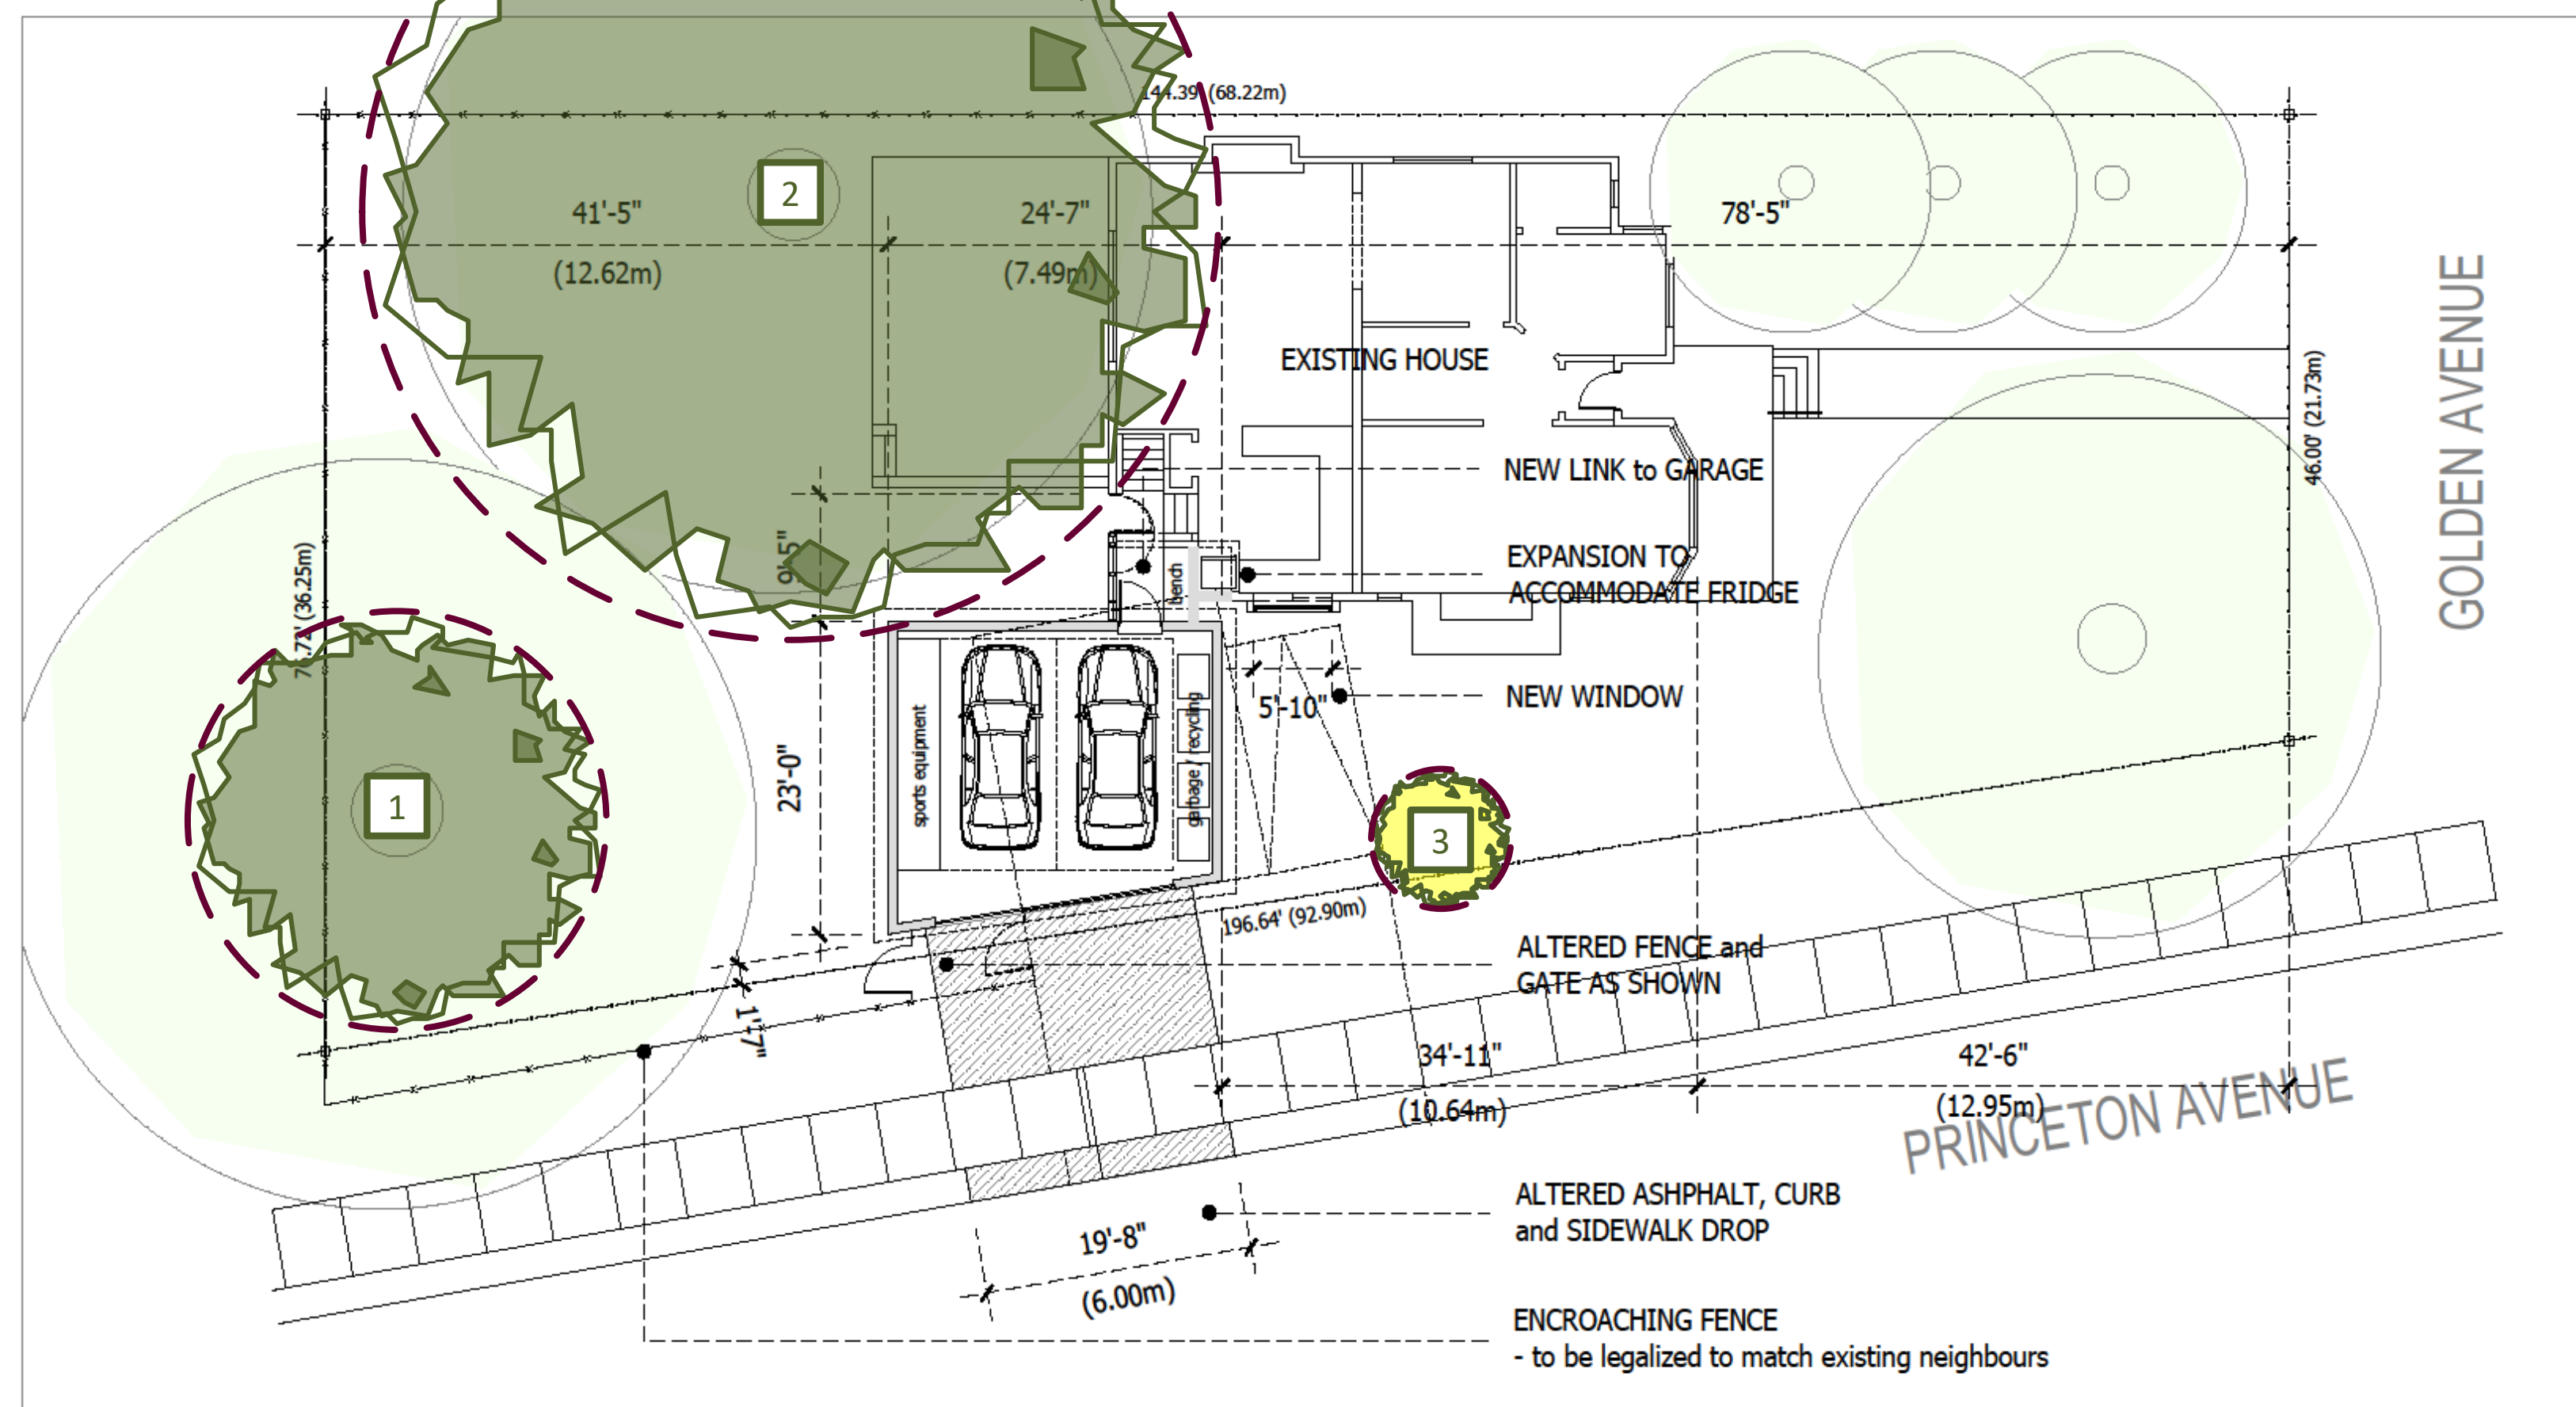 144.39' (68.22m)
2
41'-5"
24'-7"
78'-5"
(12.62m)
(7.49m)
GOLDEN AVENUE
EXISTING HOUSE
46.00' (21.73m)
NEW LINK to GARAGE
9'-5"
EXPANSION TO
ACCOMMODATE FRIDGE
bench
(36.25m)
NEW WINDOW
5'-10"
sports equipment
garbage / recycling
23'-0"
1
3
196.64' (92.90m)
ALTERED FENCE and
GATE AS SHOWN
1'-7"
34'-11"
42'-6"
(10.64m)
(12.95m)
PRINCETON AVENUE
ALTERED ASHPHALT, CURB
and SIDEWALK DROP
19'-8"
(6.00m)
ENCROACHING FENCE
- to be legalized to match existing neighbours